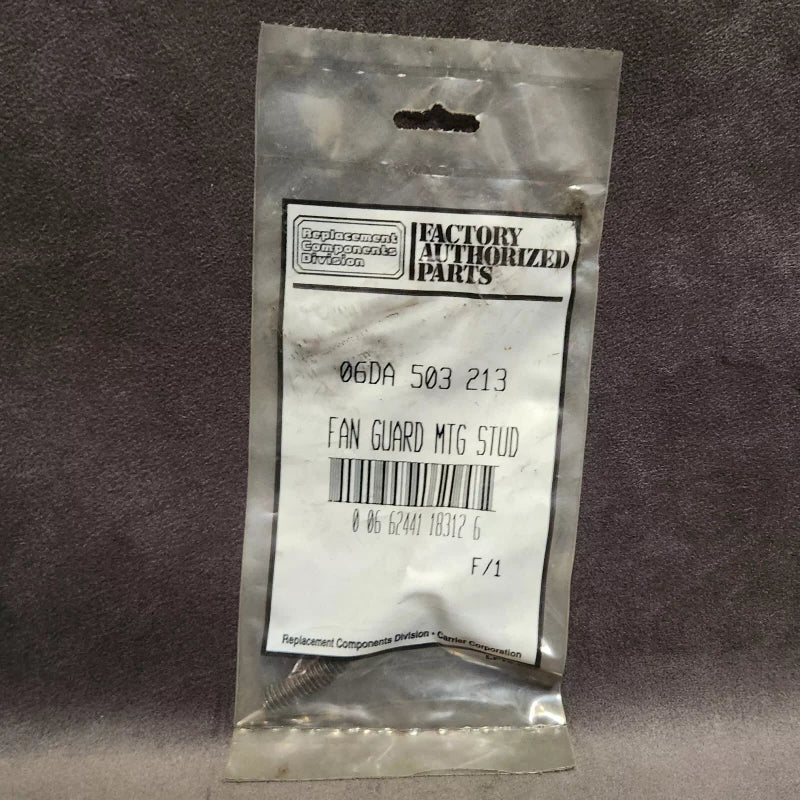 Replacement
Components
Division
FACTORY
AUTHORIZED
PARTS
06DA 503 213
FAN GUARD MTG STUD
0 06 62441 18312 6
F/1
Replacement Components Division • Carrier Corporation